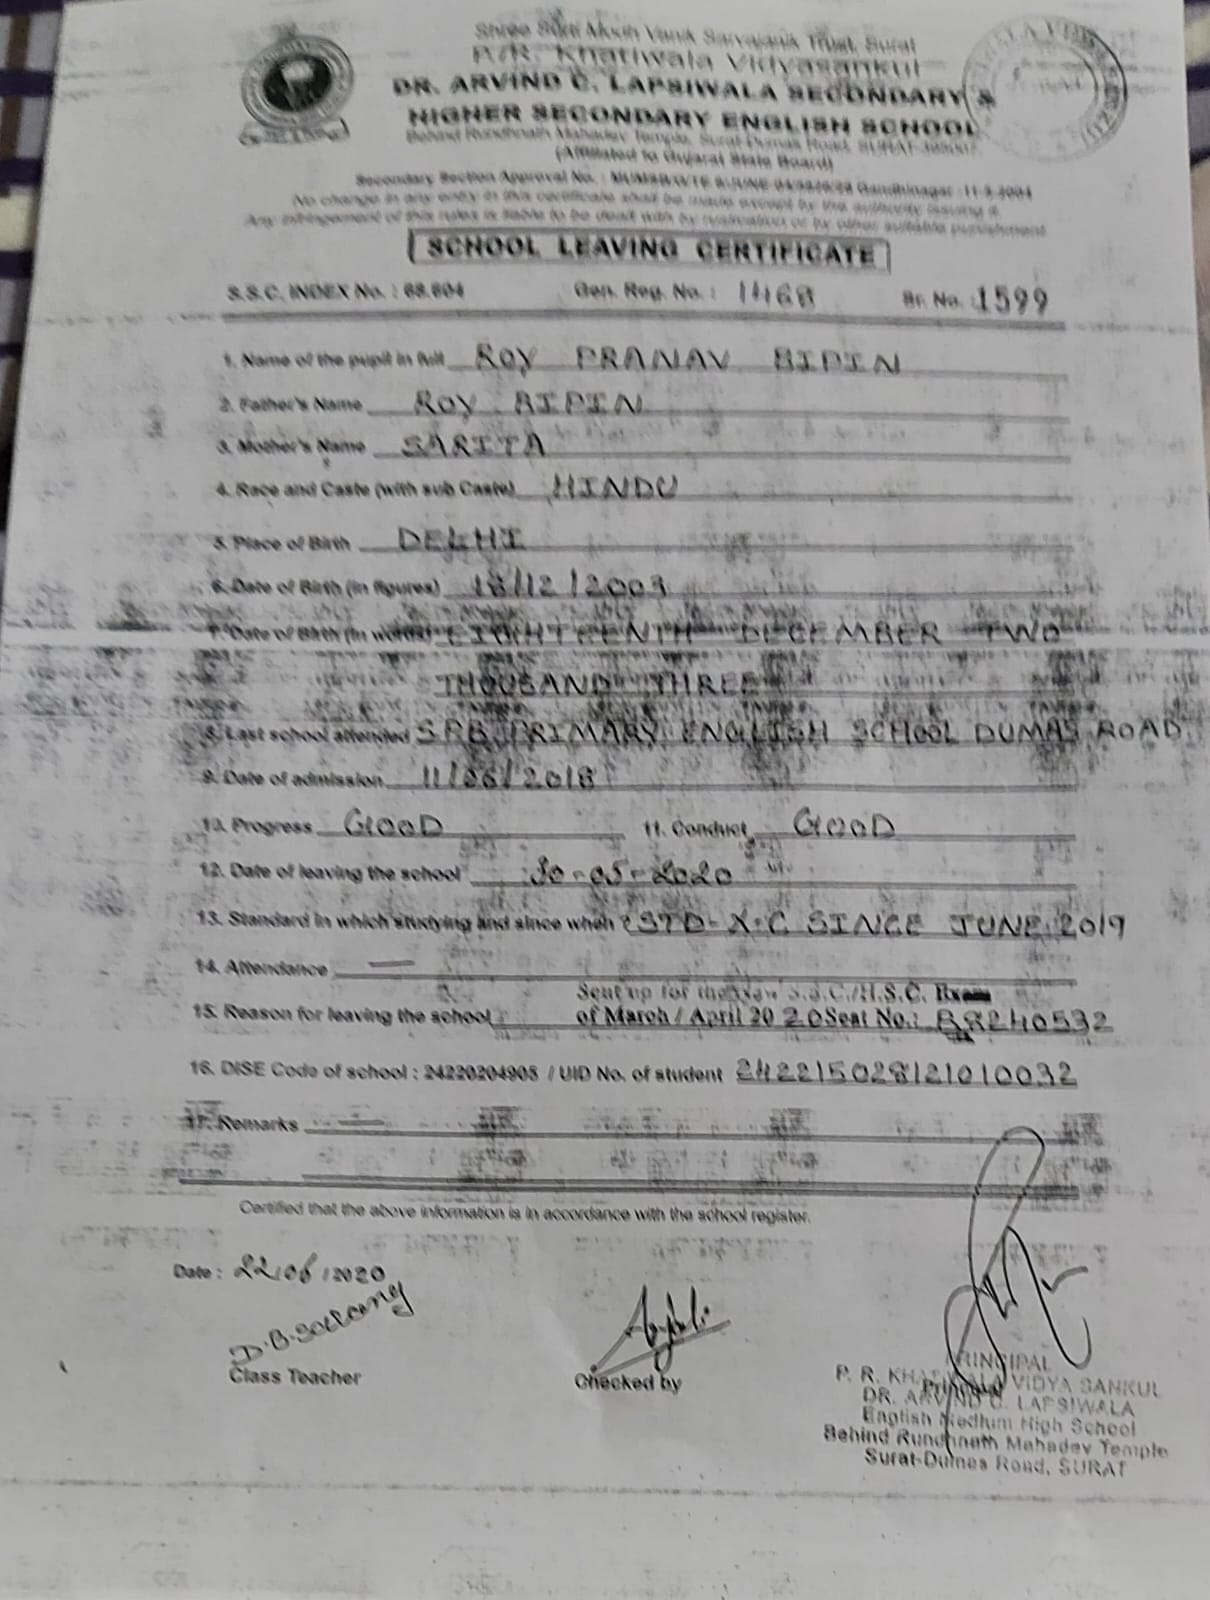 Shree Surti Modh Vanik Sarvajanik Trust, Surat
P.R. Khatiwala Vidyasankul
DR. ARVIND C. LAPSIWALA SECONDARY &
HIGHER SECONDARY ENGLISH SCHOOL
Behind Rundhnath Mahadev Temple, Surat-Dumas Road, SURAT
(Affiliated to Gujarat State Board)
Secondary Section Approval No. : Gandhinagar
No change in any entry in this certificate shall be made except by the authority issuing it
Any infringement of this rules is liable to be dealt with by rustication or by other suitable punishment
SCHOOL LEAVING CERTIFICATE
S.S.C. INDEX No. : 68.604 Gen. Reg. No. : 1468 Sr. No. : 1599
1. Name of the pupil in full ROY PRANAV BIPIN
2. Father's Name ROY BIPIN
3. Mother's Name SARITA
4. Race and Caste (with sub Caste) HINDU
5. Place of Birth DELHI
6. Date of Birth (in figures) 18/12/2003
7. Date of Birth (in words) EIGHTEENTH DECEMBER TWO
THOUSAND THREE
8. Last school attended PRIMARY ENGLISH SCHOOL DUMAS ROAD
9. Date of admission 11/06/2018
10. Progress GOOD 11. Conduct GOOD
12. Date of leaving the school 30-05-2020
13. Standard in which studying and since when STD-X-C SINCE JUNE 2019
14. Attendance —
Sent up for the New S.S.C./H.S.C. Exam
15. Reason for leaving the school of March / April 20 20 Seat No.: B8240532
16. DISE Code of school : 24220204905 / UID No. of student 242215028121010032
17. Remarks —
Certified that the above information is in accordance with the school register.
Date : 22/06/2020
Class Teacher Checked by Principal
PRINCIPAL
P. R. KHATIWALA VIDYA SANKUL
DR. ARVIND C. LAPSIWALA
English Medium High School
Behind Rundhnath Mahadev Temple
Surat-Dumas Road, SURAT